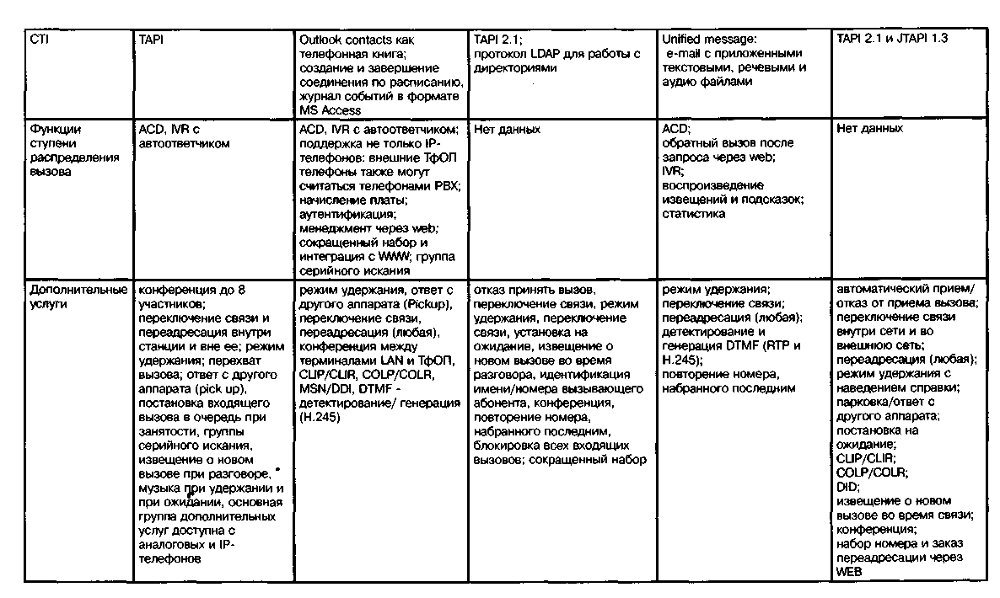 CTI
TAPI
Outlook contacts как
телефонная книга;
создание и завершение
соединения по расписанию,
журнал событий в формате
MS Access
TAPI 2.1;
протокол LDAP для работы с
директориями
Unified message:
e-mail с приложенными
текстовыми, речевыми и
аудио файлами
TAPI 2.1 и JTAPI 1.3
Функции
ступени
распределения
вызова
ACD, IVR с
автоответчиком
ACD, IVR с автоответчиком;
поддержка не только IP-
телефонов: внешние ТфОП
телефоны также могут
считаться телефонами PBX;
начисление платы;
аутентификация;
менеджмент через web;
сокращенный набор и
интеграция с WWW; группа
серийного искания
Нет данных
ACD;
обратный вызов после
запроса через web;
IVR;
воспроизведение
извещений и подсказок;
статистика
Нет данных
Дополнительные
услуги
конференция до 8
участников;
переключение связи и
переадресация внутри
станции и вне ее; режим
удержания; перехват
вызова; ответ с другого
аппарата (pick up),
постановка входящего
вызова в очередь при
занятости, группы
серийного искания,
извещение о новом
вызове при разговоре,
музыка при удержании и
при ожидании, основная
группа дополнительных
услуг доступна с
аналоговых и IP-
телефонов
режим удержания, ответ с
другого аппарата (Pickup),
переключение связи,
переадресация (любая),
конференция между
терминалами LAN и ТфОП,
CLIP/CLIR, COLP/COLR,
MSN/DDI, DTMF -
детектирование/ генерация
(H.245)
отказ принять вызов,
переключение связи, режим
удержания, переключение
связи, установка на
ожидание, извещение о
новом вызове во время
разговора, идентификация
имени/номера вызывающего
абонента, конференция,
повторение номера,
набранного последним,
блокировка всех входящих
вызовов; сокращенный набор
режим удержания;
переключение связи;
переадресация (любая);
детектирование и
генерация DTMF (RTP и
H.245);
повторение номера,
набранного последним
автоматический прием/
отказ от приема вызова;
переключение связи
внутри сети и во
внешнюю сеть;
переадресация (любая);
режим удержания с
наведением справки;
парковка/ответ с
другого аппарата;
постановка на
ожидание;
CLIP/CLIR;
COLP/COLR;
DID;
извещение о новом
вызове во время связи;
конференция;
набор номера и заказ
переадресации через
WEB